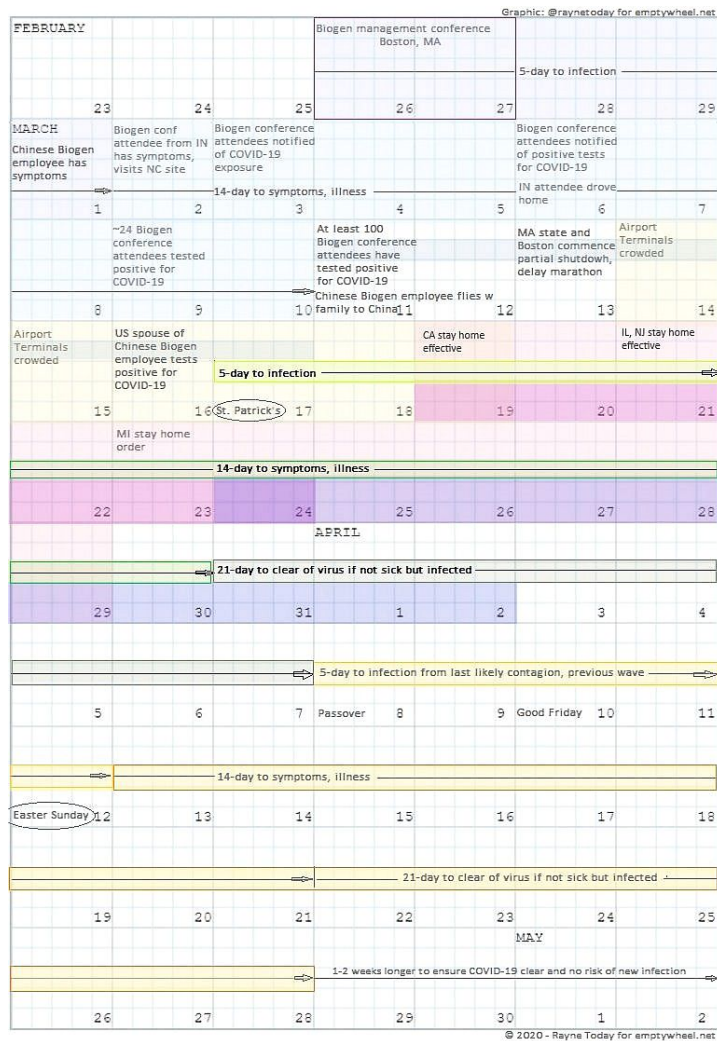 Graphic: @raynetoday for emptywheel.net
FEBRUARY
Biogen management conference
Boston, MA
5-day to infection
23 24 25 26 27 28 29
MARCH
Chinese Biogen
employee has
symptoms
Biogen conf
attendee from IN
has symptoms,
visits NC site
Biogen conference
attendees notified
of COVID-19
exposure
Biogen conference
attendees notified
of positive tests
for COVID-19
14-day to symptoms, illness
IN attendee drove
home
1 2 3 4 5 6 7
~24 Biogen
conference
attendees tested
positive for
COVID-19
At least 100
Biogen conference
attendees have
tested positive
for COVID-19
Chinese Biogen employee flies w
family to China
MA state and
Boston commence
partial shutdown,
delay marathon
Airport
Terminals
crowded
8 9 10 11 12 13 14
Airport
Terminals
crowded
US spouse of
Chinese Biogen
employee tests
positive for
COVID-19
CA stay home
effective
IL, NJ stay home
effective
5-day to infection
15 16 St. Patrick's 17 18 19 20 21
MI stay home
order
14-day to symptoms, illness
22 23 24 25 26 27 28
APRIL
21-day to clear of virus if not sick but infected
29 30 31 1 2 3 4
5-day to infection from last likely contagion, previous wave
5 6 7 Passover 8 9 Good Friday 10 11
14-day to symptoms, illness
Easter Sunday 12 13 14 15 16 17 18
21-day to clear of virus if not sick but infected
19 20 21 22 23 24 25
MAY
1-2 weeks longer to ensure COVID-19 clear and no risk of new infection
26 27 28 29 30 1 2
© 2020 - Rayne Today for emptywheel.net